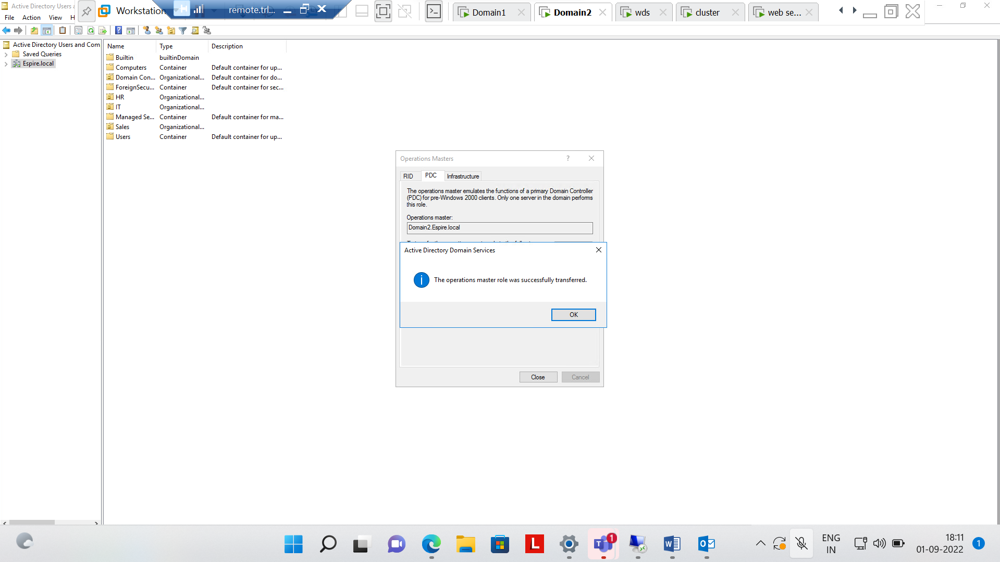 Active Directory Users a
Workstation
remote.trl...
Domain1
Domain2
wds
cluster
web se...
File Action View H
Active Directory Users and Com
Saved Queries
Espire.local
Name Type Description
Builtin builtinDomain
Computers Container Default container for up...
Domain Con... Organizational... Default container for do...
ForeignSecu... Container Default container for sec...
HR Organizational...
IT Organizational...
Managed Se... Container Default container for ma...
Sales Organizational...
Users Container Default container for up...
Operations Masters ?
RID PDC Infrastructure
The operations master emulates the functions of a primary Domain Controller
(PDC) for pre-Windows 2000 clients. Only one server in the domain performs
this role.
Operations master:
Domain2.Espire.local
Active Directory Domain Services
The operations master role was successfully transferred.
OK
Close Cancel
L
T
1
W
O
ENG
IN
18:11
01-09-2022
1